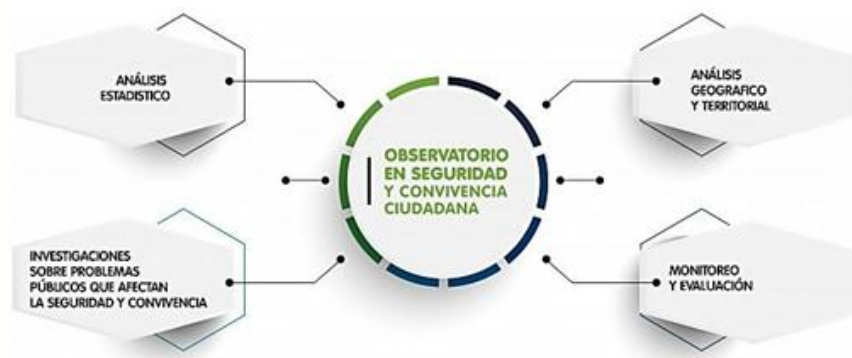 ANÁLISIS
ESTADISTICO
ANÁLISIS
GEOGRAFICO
Y TERRITORIAL
OBSERVATORIO
EN SEGURIDAD
Y CONVIVENCIA
CIUDADANA
INVESTIGACIONES
SOBRE PROBLEMAS
PÚBLICOS QUE AFECTAN
LA SEGURIDAD Y CONVIVENCIA
MONITOREO
Y EVALUACIÓN